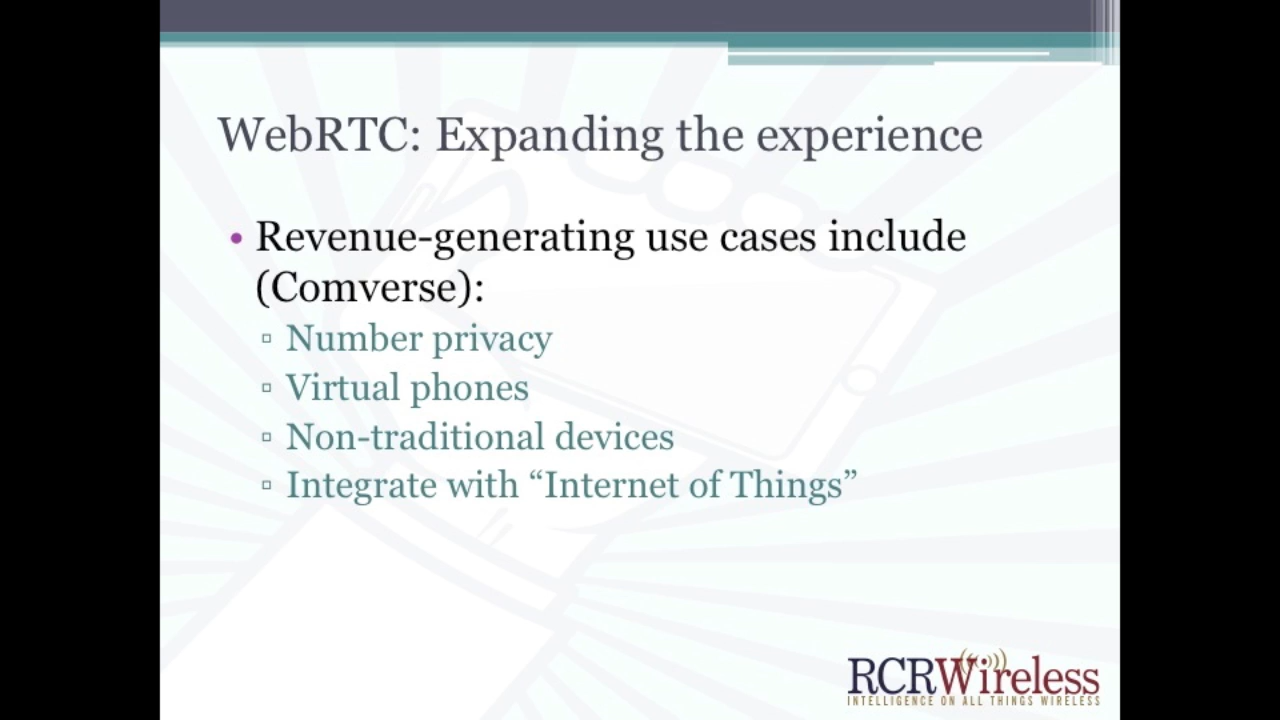 WebRTC: Expanding the experience
• Revenue-generating use cases include
(Comverse):
▫ Number privacy
▫ Virtual phones
▫ Non-traditional devices
▫ Integrate with “Internet of Things”
RCRWireless
INTELLIGENCE ON ALL THINGS WIRELESS